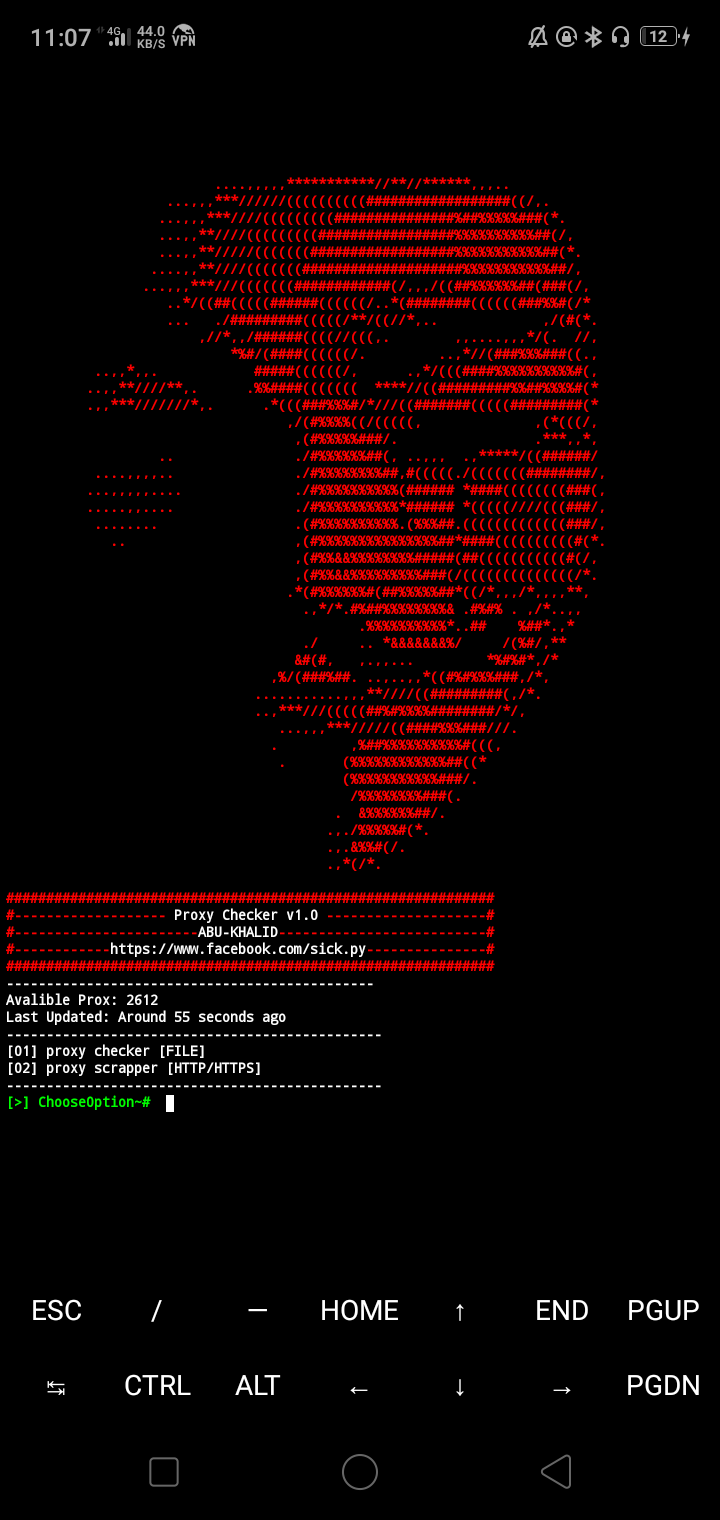 11:07 4G 44.0 KB/S VPN 12
####################################################
#------------------- Proxy Checker v1.0 --------------------#
#-----------------------ABU-KHALID--------------------------#
#------------https://www.facebook.com/sick.py---------------#
####################################################
----------------------------------------------
Avalible Prox: 2612
Last Updated: Around 55 seconds ago
-----------------------------------------------
[01] proxy checker [FILE]
[02] proxy scrapper [HTTP/HTTPS]
-----------------------------------------------
[>] ChooseOption~#
ESC / — HOME ↑ END PGUP
↹ CTRL ALT ← ↓ → PGDN